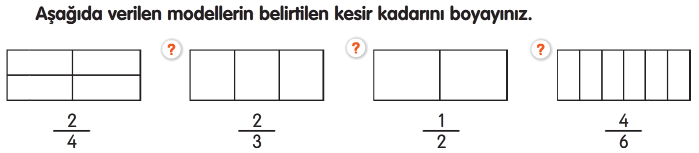 Aşağıda verilen modellerin belirtilen kesir kadarını boyayınız.
? ? ?
2/4 2/3 1/2 4/6